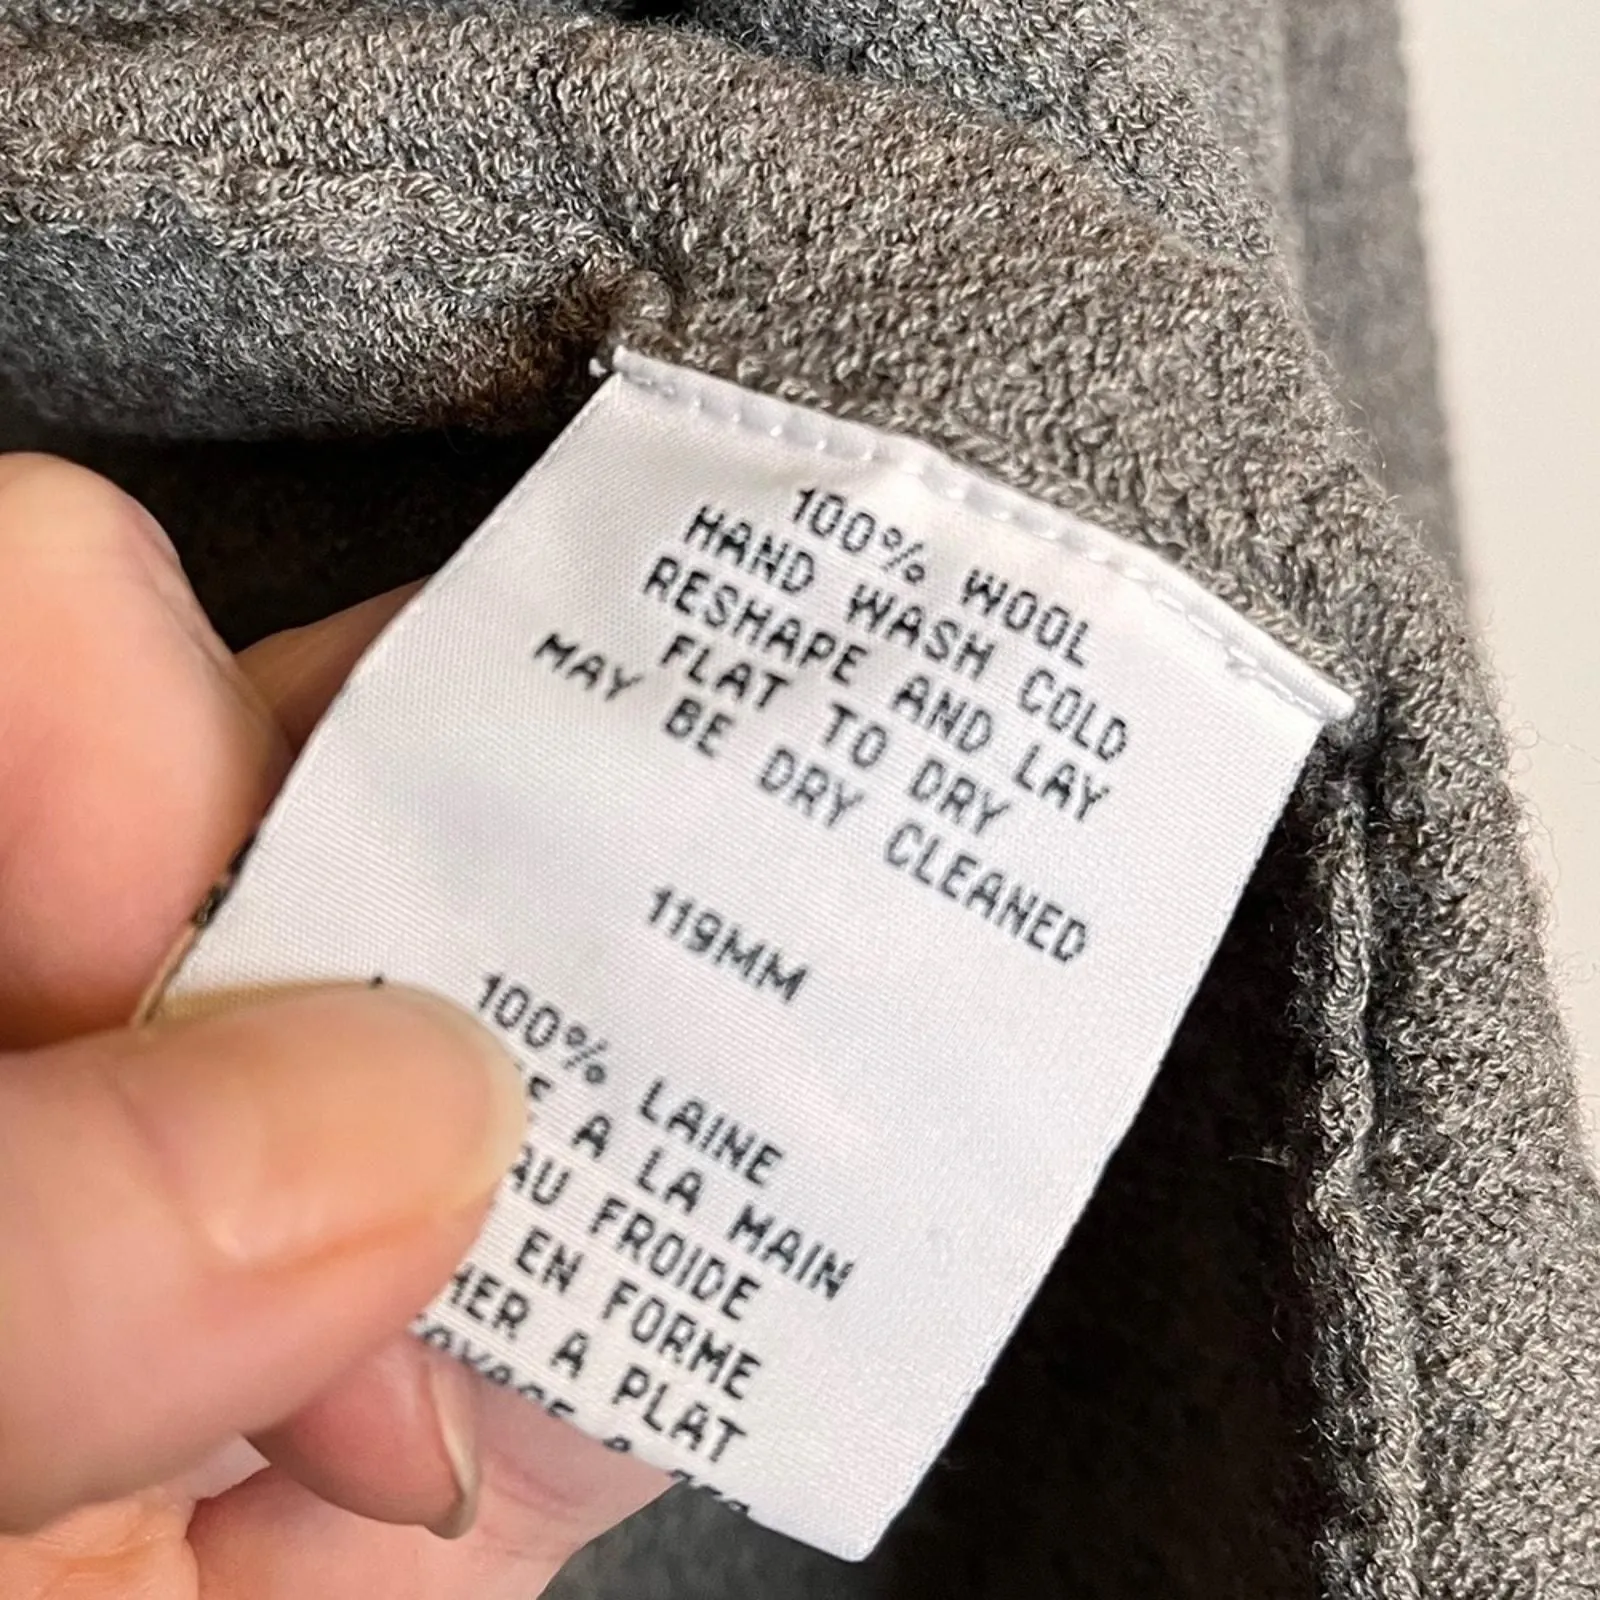 100% WOOL
HAND WASH COLD
RESHAPE AND LAY
FLAT TO DRY
MAY BE DRY CLEANED
119MM
100% LAINE
A LA MAIN
FROIDE
EN FORME
A PLAT